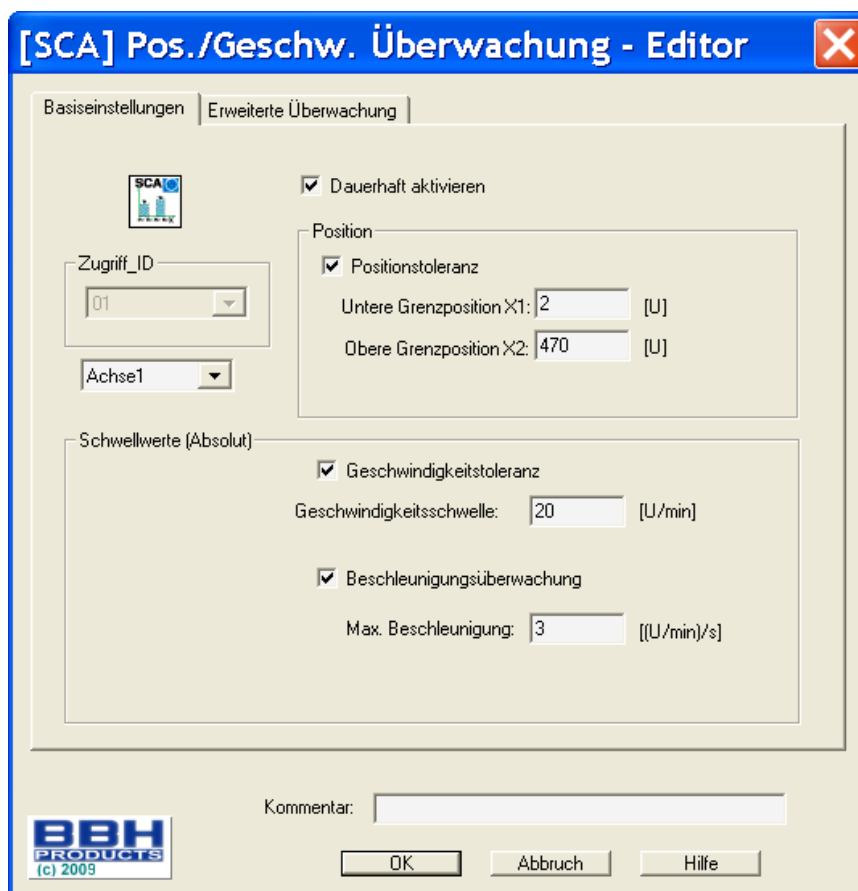 [SCA] Pos./Geschw. Überwachung - Editor
Basiseinstellungen
Erweiterte Überwachung
SCA
Dauerhaft aktivieren
Position
Zugriff_ID
Positionstoleranz
01
Untere Grenzposition X1: 2 [U]
Obere Grenzposition X2: 470 [U]
Achse1
Schwellwerte (Absolut)
Geschwindigkeitstoleranz
Geschwindigkeitsschwelle: 20 [U/min]
Beschleunigungsüberwachung
Max. Beschleunigung: 3 [(U/min)/s]
Kommentar:
BBH
PRODUCTS
(c) 2009
OK
Abbruch
Hilfe